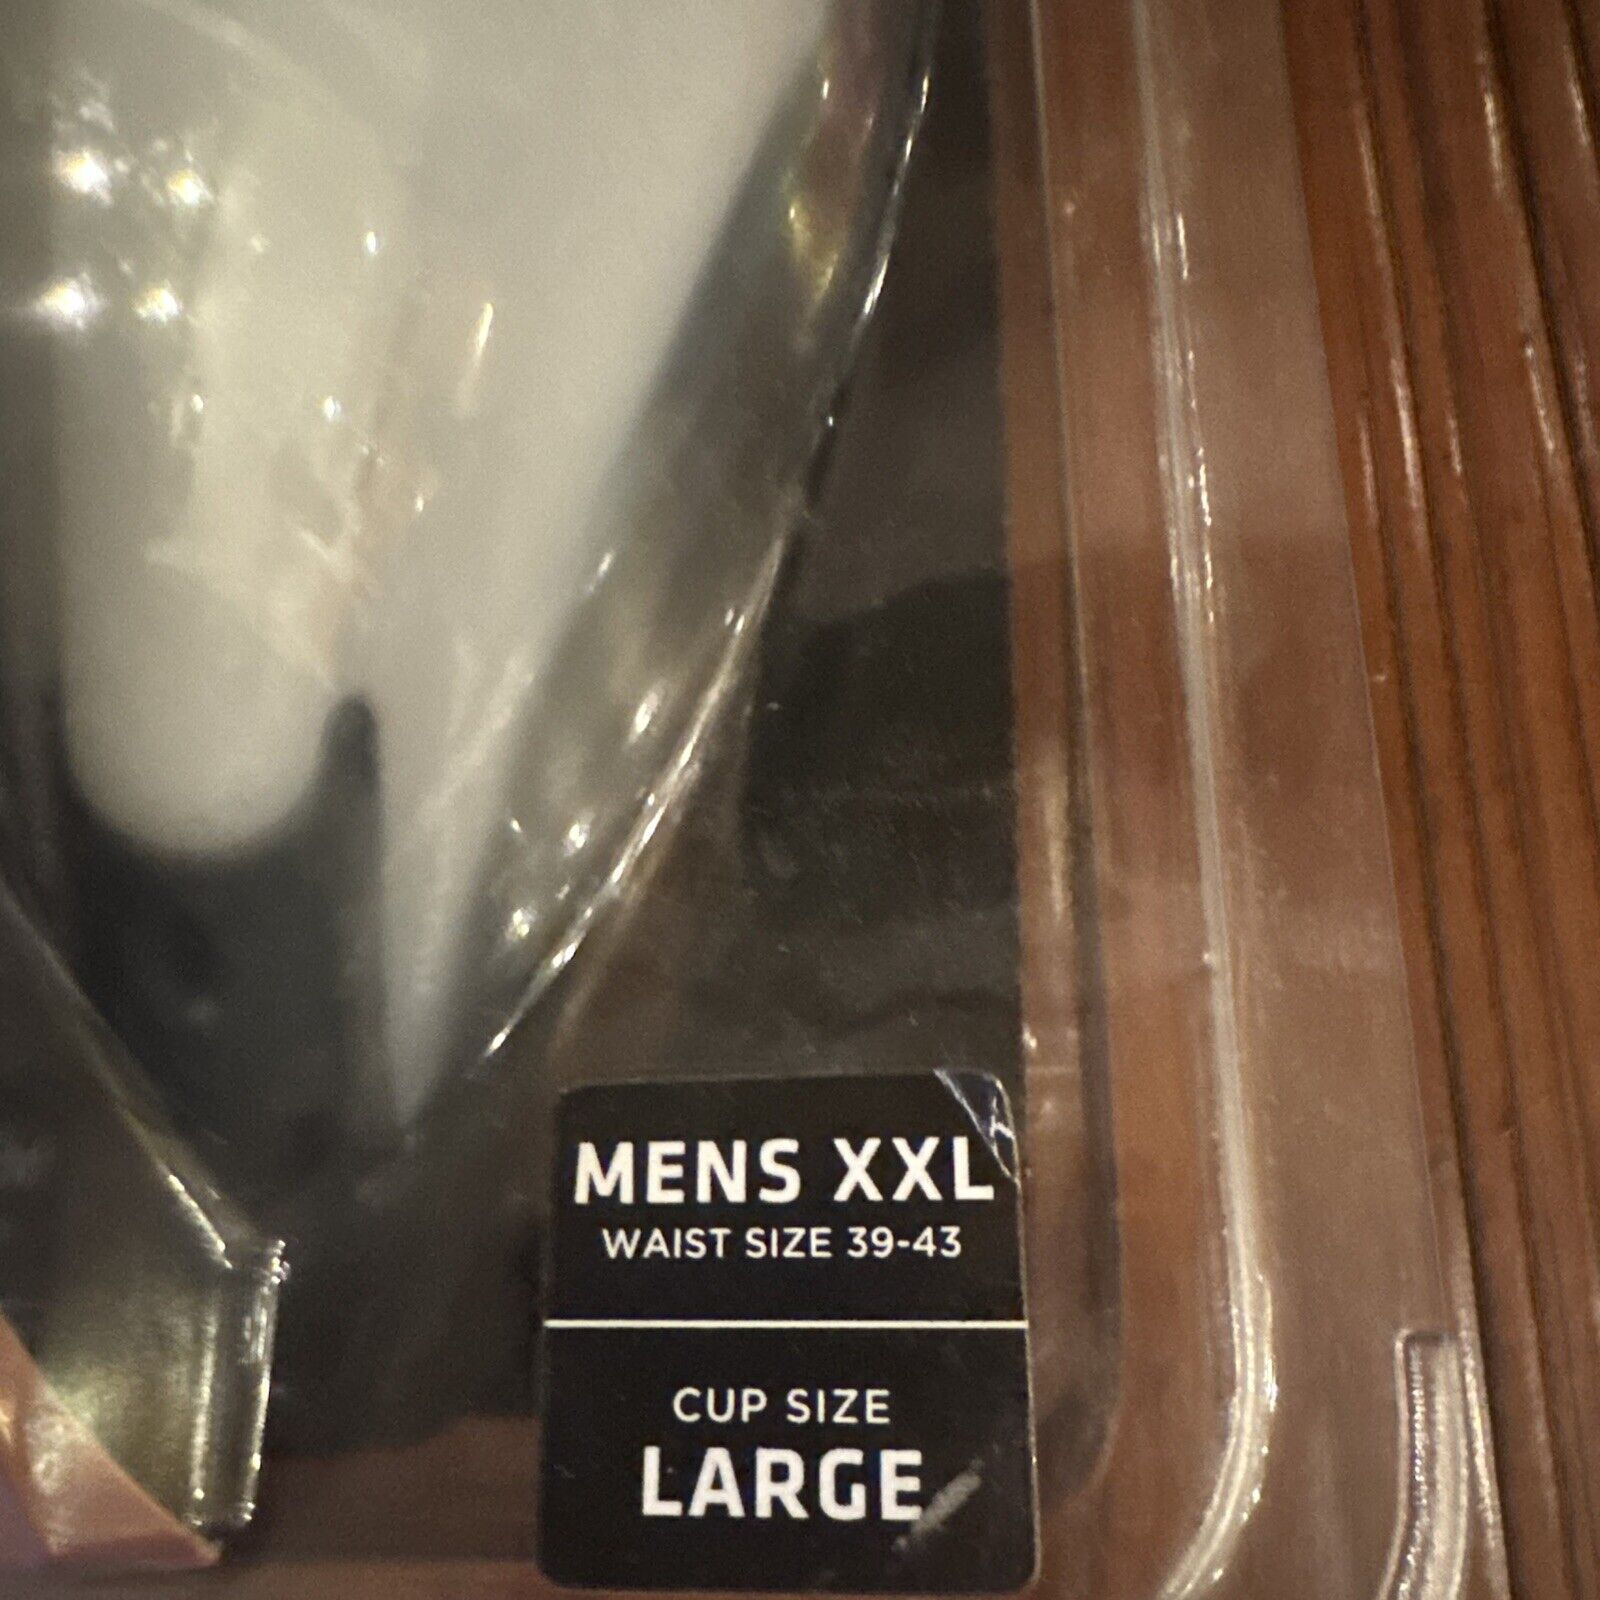 MENS XXL
WAIST SIZE 39-43
CUP SIZE
LARGE